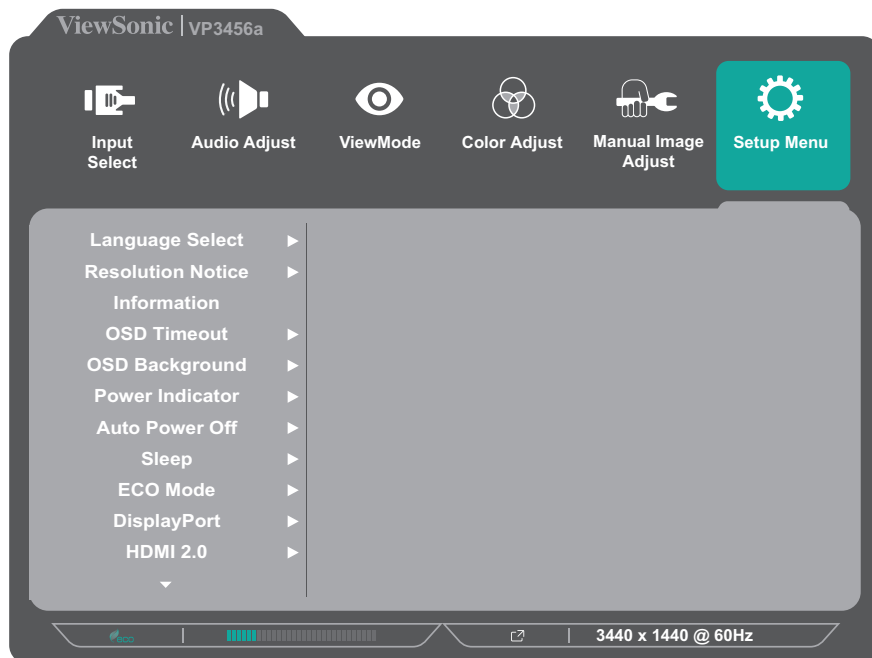 ViewSonic | VP3456a
Input Select
Audio Adjust
ViewMode
Color Adjust
Manual Image Adjust
Setup Menu
Language Select
Resolution Notice
Information
OSD Timeout
OSD Background
Power Indicator
Auto Power Off
Sleep
ECO Mode
DisplayPort
HDMI 2.0
eco
3440 x 1440 @ 60Hz